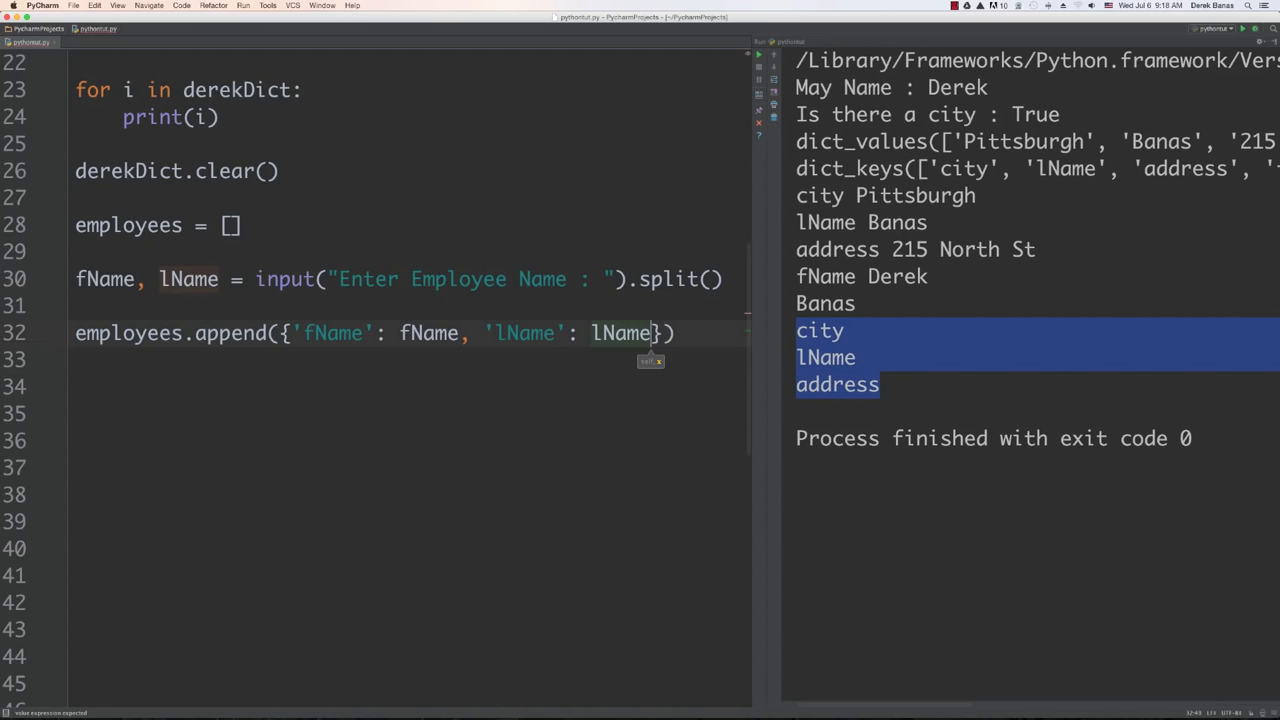 PyCharm File Edit View Navigate Code Refactor Run Tools VCS Window Help
10 Wed Jul 6 9:18 AM Derek Banas
pythontut.py - PycharmProjects - [~/PycharmProjects]
PycharmProjects pythontut.py pythontut
pythontut.py Run pythontut
22
23 for i in derekDict:
24 print(i)
25
26 derekDict.clear()
27
28 employees = []
29
30 fName, lName = input("Enter Employee Name : ").split()
31
32 employees.append({'fName': fName, 'lName': lName})
33
34
35
36
37
38
39
40
41
42
43
44
45
/Library/Frameworks/Python.framework/Vers
May Name : Derek
Is there a city : True
dict_values(['Pittsburgh', 'Banas', '215
dict_keys(['city', 'lName', 'address', '
city Pittsburgh
lName Banas
address 215 North St
fName Derek
Banas
city
lName
address
Process finished with exit code 0
self x
value expression expected
32:43 LF UTF-8